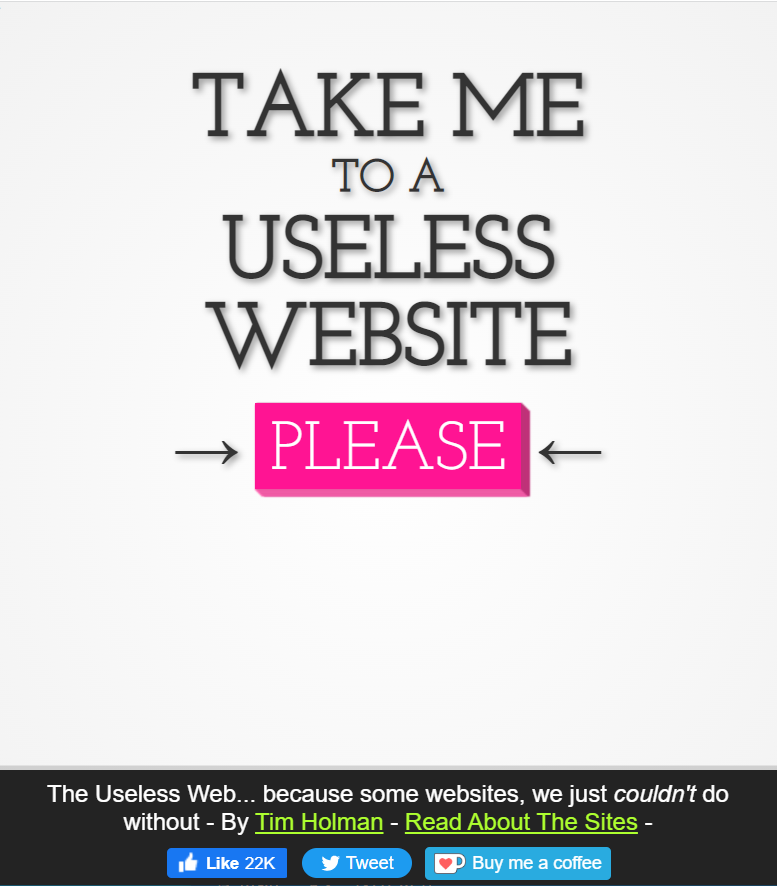 TAKE ME
TO A
USELESS
WEBSITE
→ PLEASE ←
The Useless Web... because some websites, we just couldn't do
without - By Tim Holman - Read About The Sites -
Like 22K Tweet Buy me a coffee